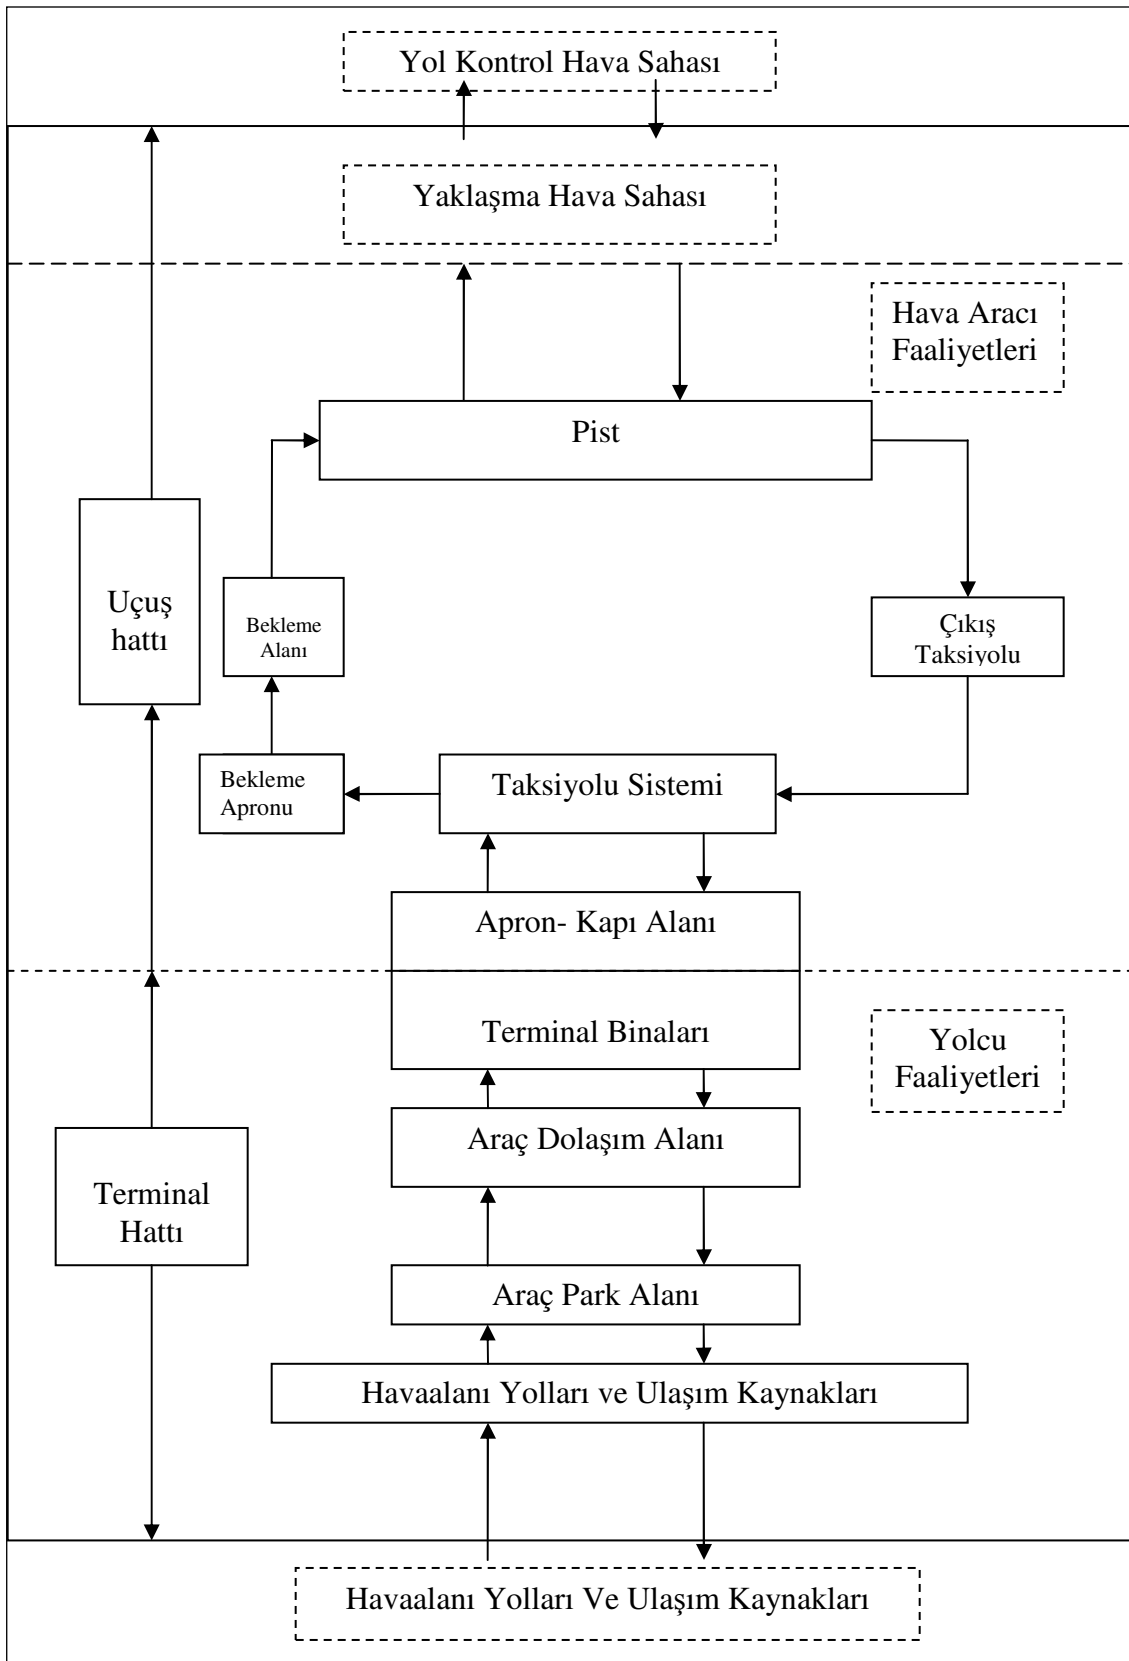 Yol Kontrol Hava Sahası
Yaklaşma Hava Sahası
Hava Aracı
Faaliyetleri
Pist
Uçuş
hattı
Bekleme
Alanı
Çıkış
Taksiyolu
Bekleme
Apronu
Taksiyolu Sistemi
Apron- Kapı Alanı
Terminal Binaları
Yolcu
Faaliyetleri
Araç Dolaşım Alanı
Terminal
Hattı
Araç Park Alanı
Havaalanı Yolları ve Ulaşım Kaynakları
Havaalanı Yolları Ve Ulaşım Kaynakları